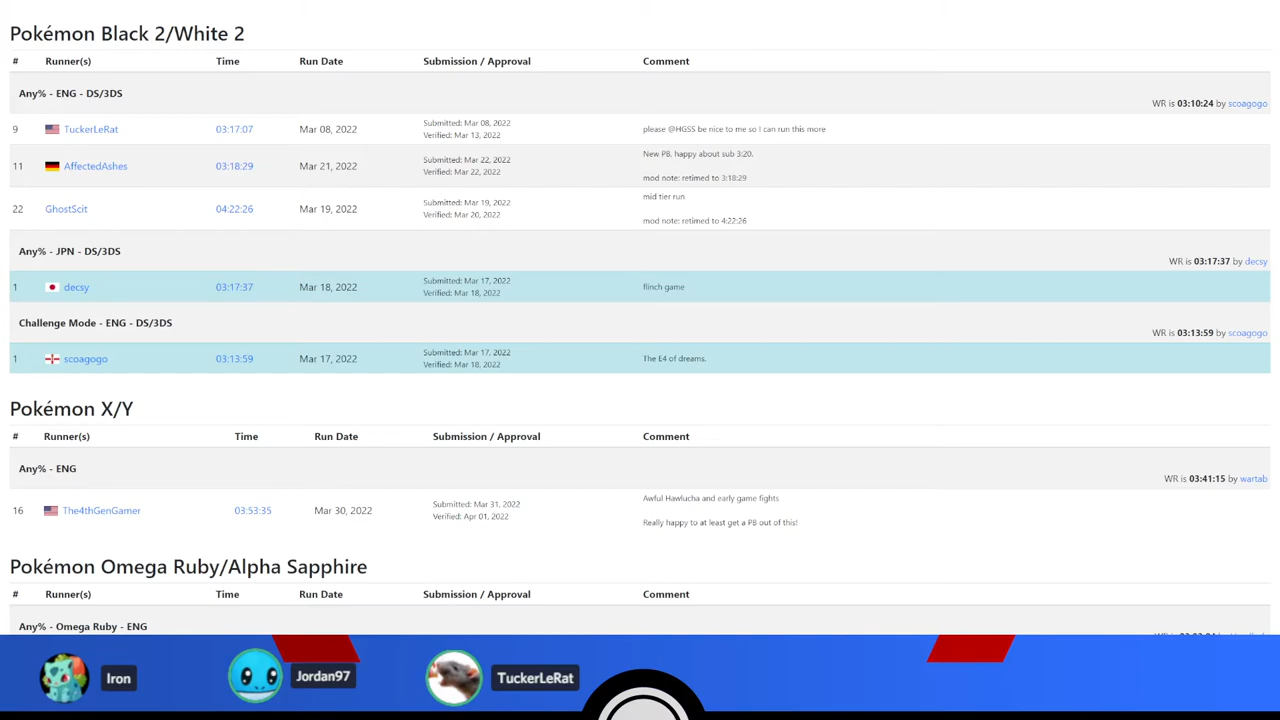 Pokémon Black 2/White 2
# Runner(s) Time Run Date Submission / Approval Comment
Any% - ENG - DS/3DS
WR is 03:10:24 by scoagogo
9 TuckerLeRat 03:17:07 Mar 08, 2022 Submitted: Mar 08, 2022 please @HGSS be nice to me so I can run this more
Verified: Mar 13, 2022
11 AffectedAshes 03:18:29 Mar 21, 2022 Submitted: Mar 22, 2022 New PB, happy about sub 3:20.
Verified: Mar 22, 2022
mod note: retimed to 3:18:29
22 GhostScit 04:22:26 Mar 19, 2022 Submitted: Mar 19, 2022 mid tier run
Verified: Mar 20, 2022
mod note: retimed to 4:22:26
Any% - JPN - DS/3DS
WR is 03:17:37 by decsy
1 decsy 03:17:37 Mar 18, 2022 Submitted: Mar 17, 2022 flinch game
Verified: Mar 18, 2022
Challenge Mode - ENG - DS/3DS
WR is 03:13:59 by scoagogo
1 scoagogo 03:13:59 Mar 17, 2022 Submitted: Mar 17, 2022 The E4 of dreams.
Verified: Mar 18, 2022
Pokémon X/Y
# Runner(s) Time Run Date Submission / Approval Comment
Any% - ENG
WR is 03:41:15 by wartab
16 The4thGenGamer 03:53:35 Mar 30, 2022 Submitted: Mar 31, 2022 Awful Hawlucha and early game fights
Verified: Apr 01, 2022
Really happy to at least get a PB out of this!
Pokémon Omega Ruby/Alpha Sapphire
# Runner(s) Time Run Date Submission / Approval Comment
Any% - Omega Ruby - ENG
Iron Jordan97 TuckerLeRat